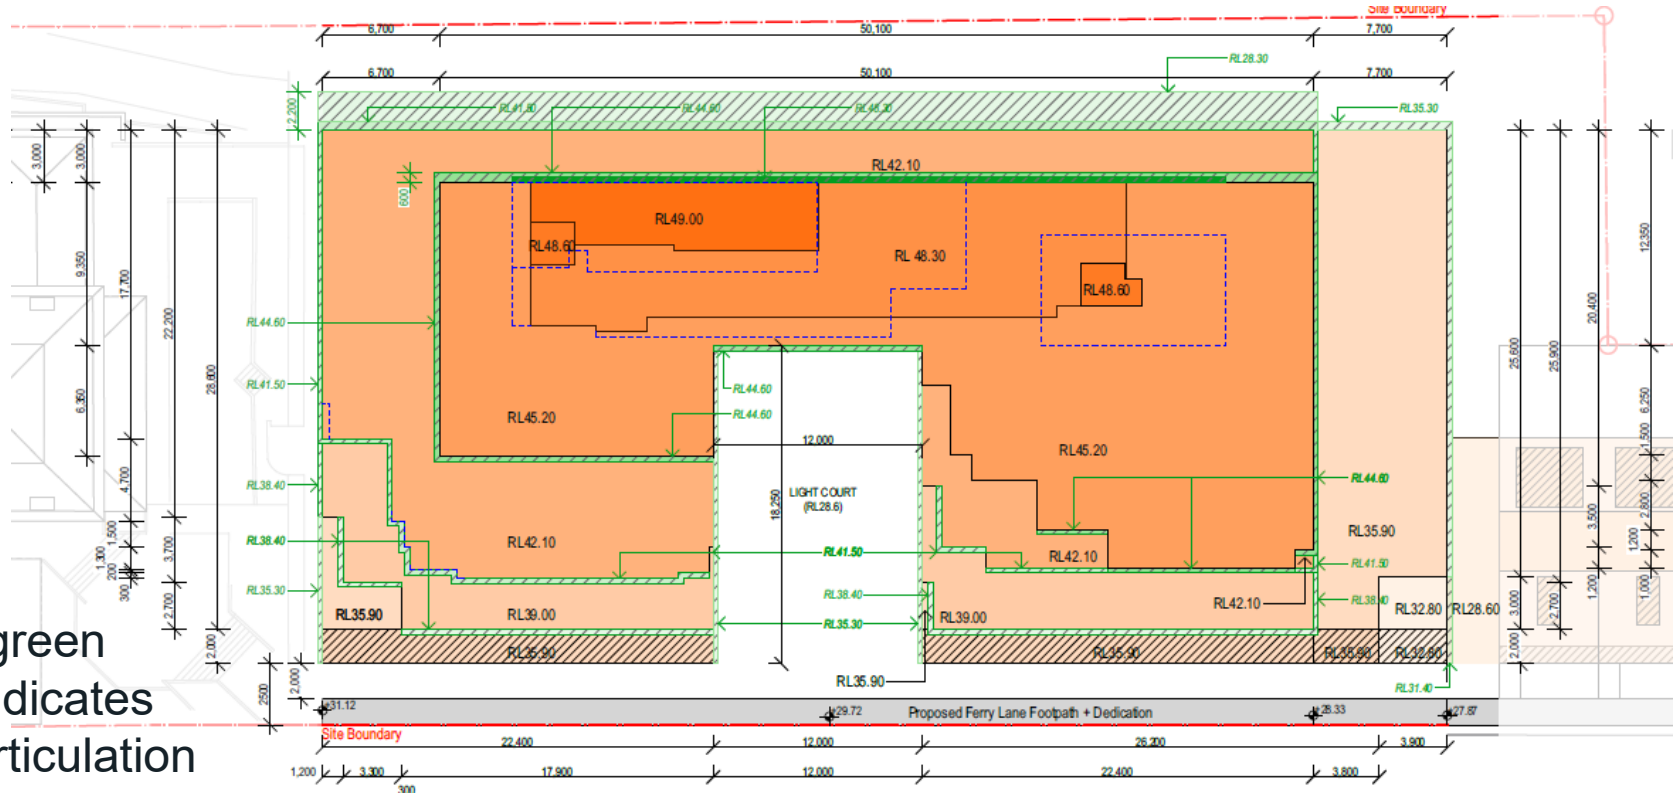 Site Boundary
6,700
50,100
7,700
RL28.30
6,700
50,100
7,700
2,200
RL41.50
RL44.60
RL48.30
RL35.30
3,000
3,000
RL42.10
600
RL49.00
RL48.60
RL 48.30
RL48.60
9,350
17,700
22,200
28,600
6,350
RL44.60
RL41.50
RL44.60
RL44.60
RL45.20
12,000
RL45.20
18,250
LIGHT COURT
(RL28.6)
RL38.40
RL44.60
4,700
1,500
1,300
200
300
3,700
2,700
2,000
RL38.40
RL42.10
RL41.50
RL42.10
RL35.90
RL41.50
RL35.30
RL38.40
RL42.10
RL38.40
RL35.90
RL39.00
RL35.30
RL39.00
RL32.80
RL28.60
RL35.90
RL35.90
RL35.90
RL32.80
RL35.90
RL31.40
12,350
20,400
25,600
25,900
6,250
1,500
2,800
3,500
1,200
1,200
1,000
3,000
2,700
2,000
green
dicates
rticulation
2500
2,000
+31.12
+29.72
Proposed Ferry Lane Footpath + Dedication
+28.33
+27.87
Site Boundary
22.400
12,000
26,200
3.900
1,200
3.300
300
17.900
12.000
22.400
3.800